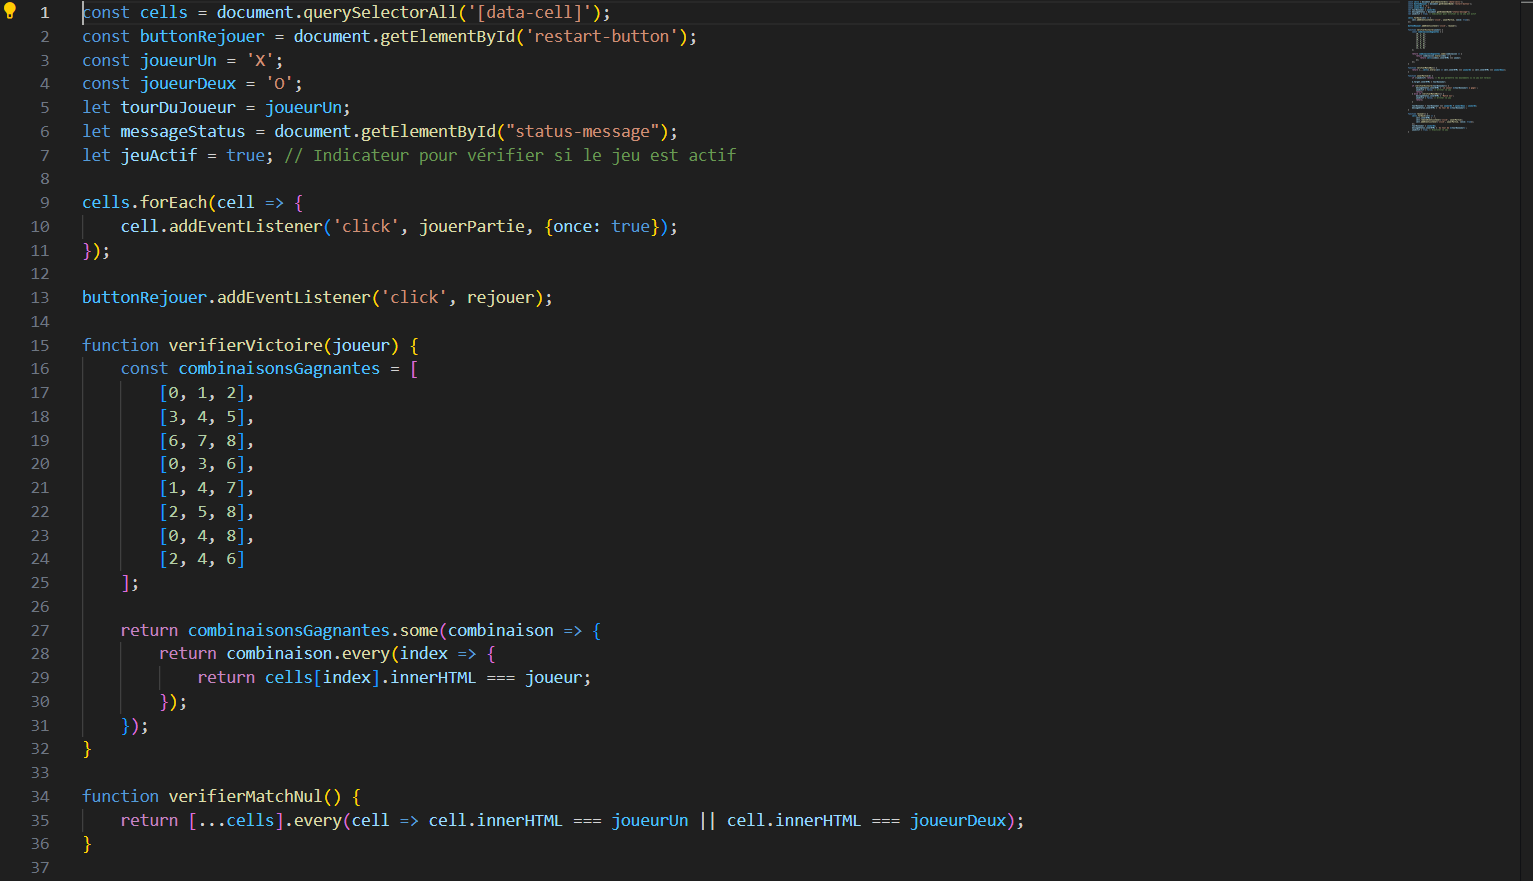 1 const cells = document.querySelectorAll('[data-cell]');
2 const buttonRejouer = document.getElementById('restart-button');
3 const joueurUn = 'X';
4 const joueurDeux = 'O';
5 let tourDuJoueur = joueurUn;
6 let messageStatus = document.getElementById("status-message");
7 let jeuActif = true; // Indicateur pour vérifier si le jeu est actif
8
9 cells.forEach(cell => {
10     cell.addEventListener('click', jouerPartie, {once: true});
11 });
12
13 buttonRejouer.addEventListener('click', rejouer);
14
15 function verifierVictoire(joueur) {
16     const combinaisonsGagnantes = [
17         [0, 1, 2],
18         [3, 4, 5],
19         [6, 7, 8],
20         [0, 3, 6],
21         [1, 4, 7],
22         [2, 5, 8],
23         [0, 4, 8],
24         [2, 4, 6]
25     ];
26
27     return combinaisonsGagnantes.some(combinaison => {
28         return combinaison.every(index => {
29             return cells[index].innerHTML === joueur;
30         });
31     });
32 }
33
34 function verifierMatchNul() {
35     return [...cells].every(cell => cell.innerHTML === joueurUn || cell.innerHTML === joueurDeux);
36 }
37